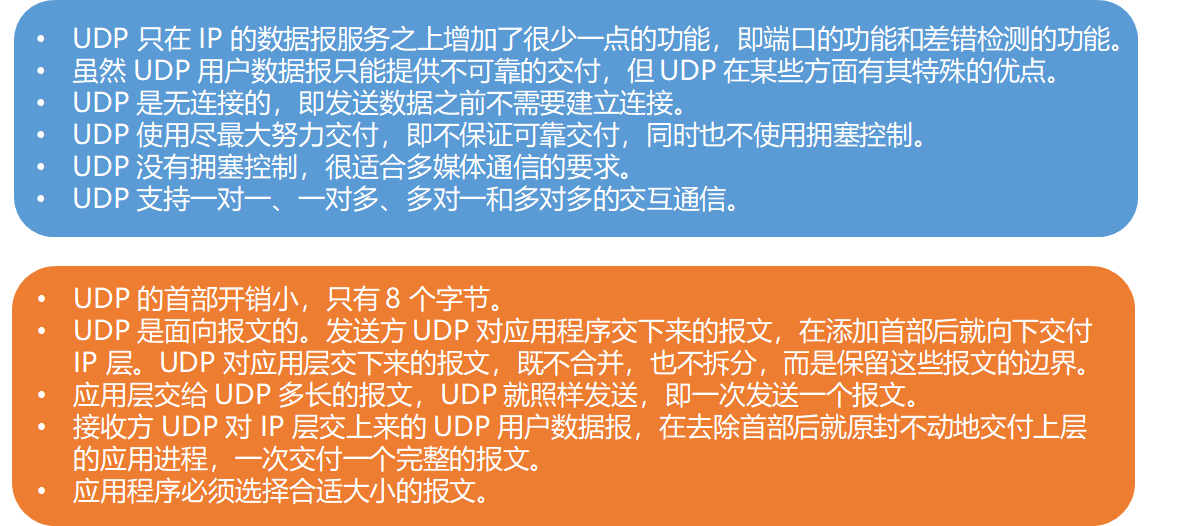 • UDP 只在 IP 的数据报服务之上增加了很少一点的功能，即端口的功能和差错检测的功能。
• 虽然 UDP 用户数据报只能提供不可靠的交付，但 UDP 在某些方面有其特殊的优点。
• UDP 是无连接的，即发送数据之前不需要建立连接。
• UDP 使用尽最大努力交付，即不保证可靠交付，同时也不使用拥塞控制。
• UDP 没有拥塞控制，很适合多媒体通信的要求。
• UDP 支持一对一、一对多、多对一和多对多的交互通信。
• UDP 的首部开销小，只有 8 个字节。
• UDP 是面向报文的。发送方 UDP 对应用程序交下来的报文，在添加首部后就向下交付
IP 层。UDP 对应用层交下来的报文，既不合并，也不拆分，而是保留这些报文的边界。
• 应用层交给 UDP 多长的报文，UDP 就照样发送，即一次发送一个报文。
• 接收方 UDP 对 IP 层交上来的 UDP 用户数据报，在去除首部后就原封不动地交付上层
的应用进程，一次交付一个完整的报文。
• 应用程序必须选择合适大小的报文。